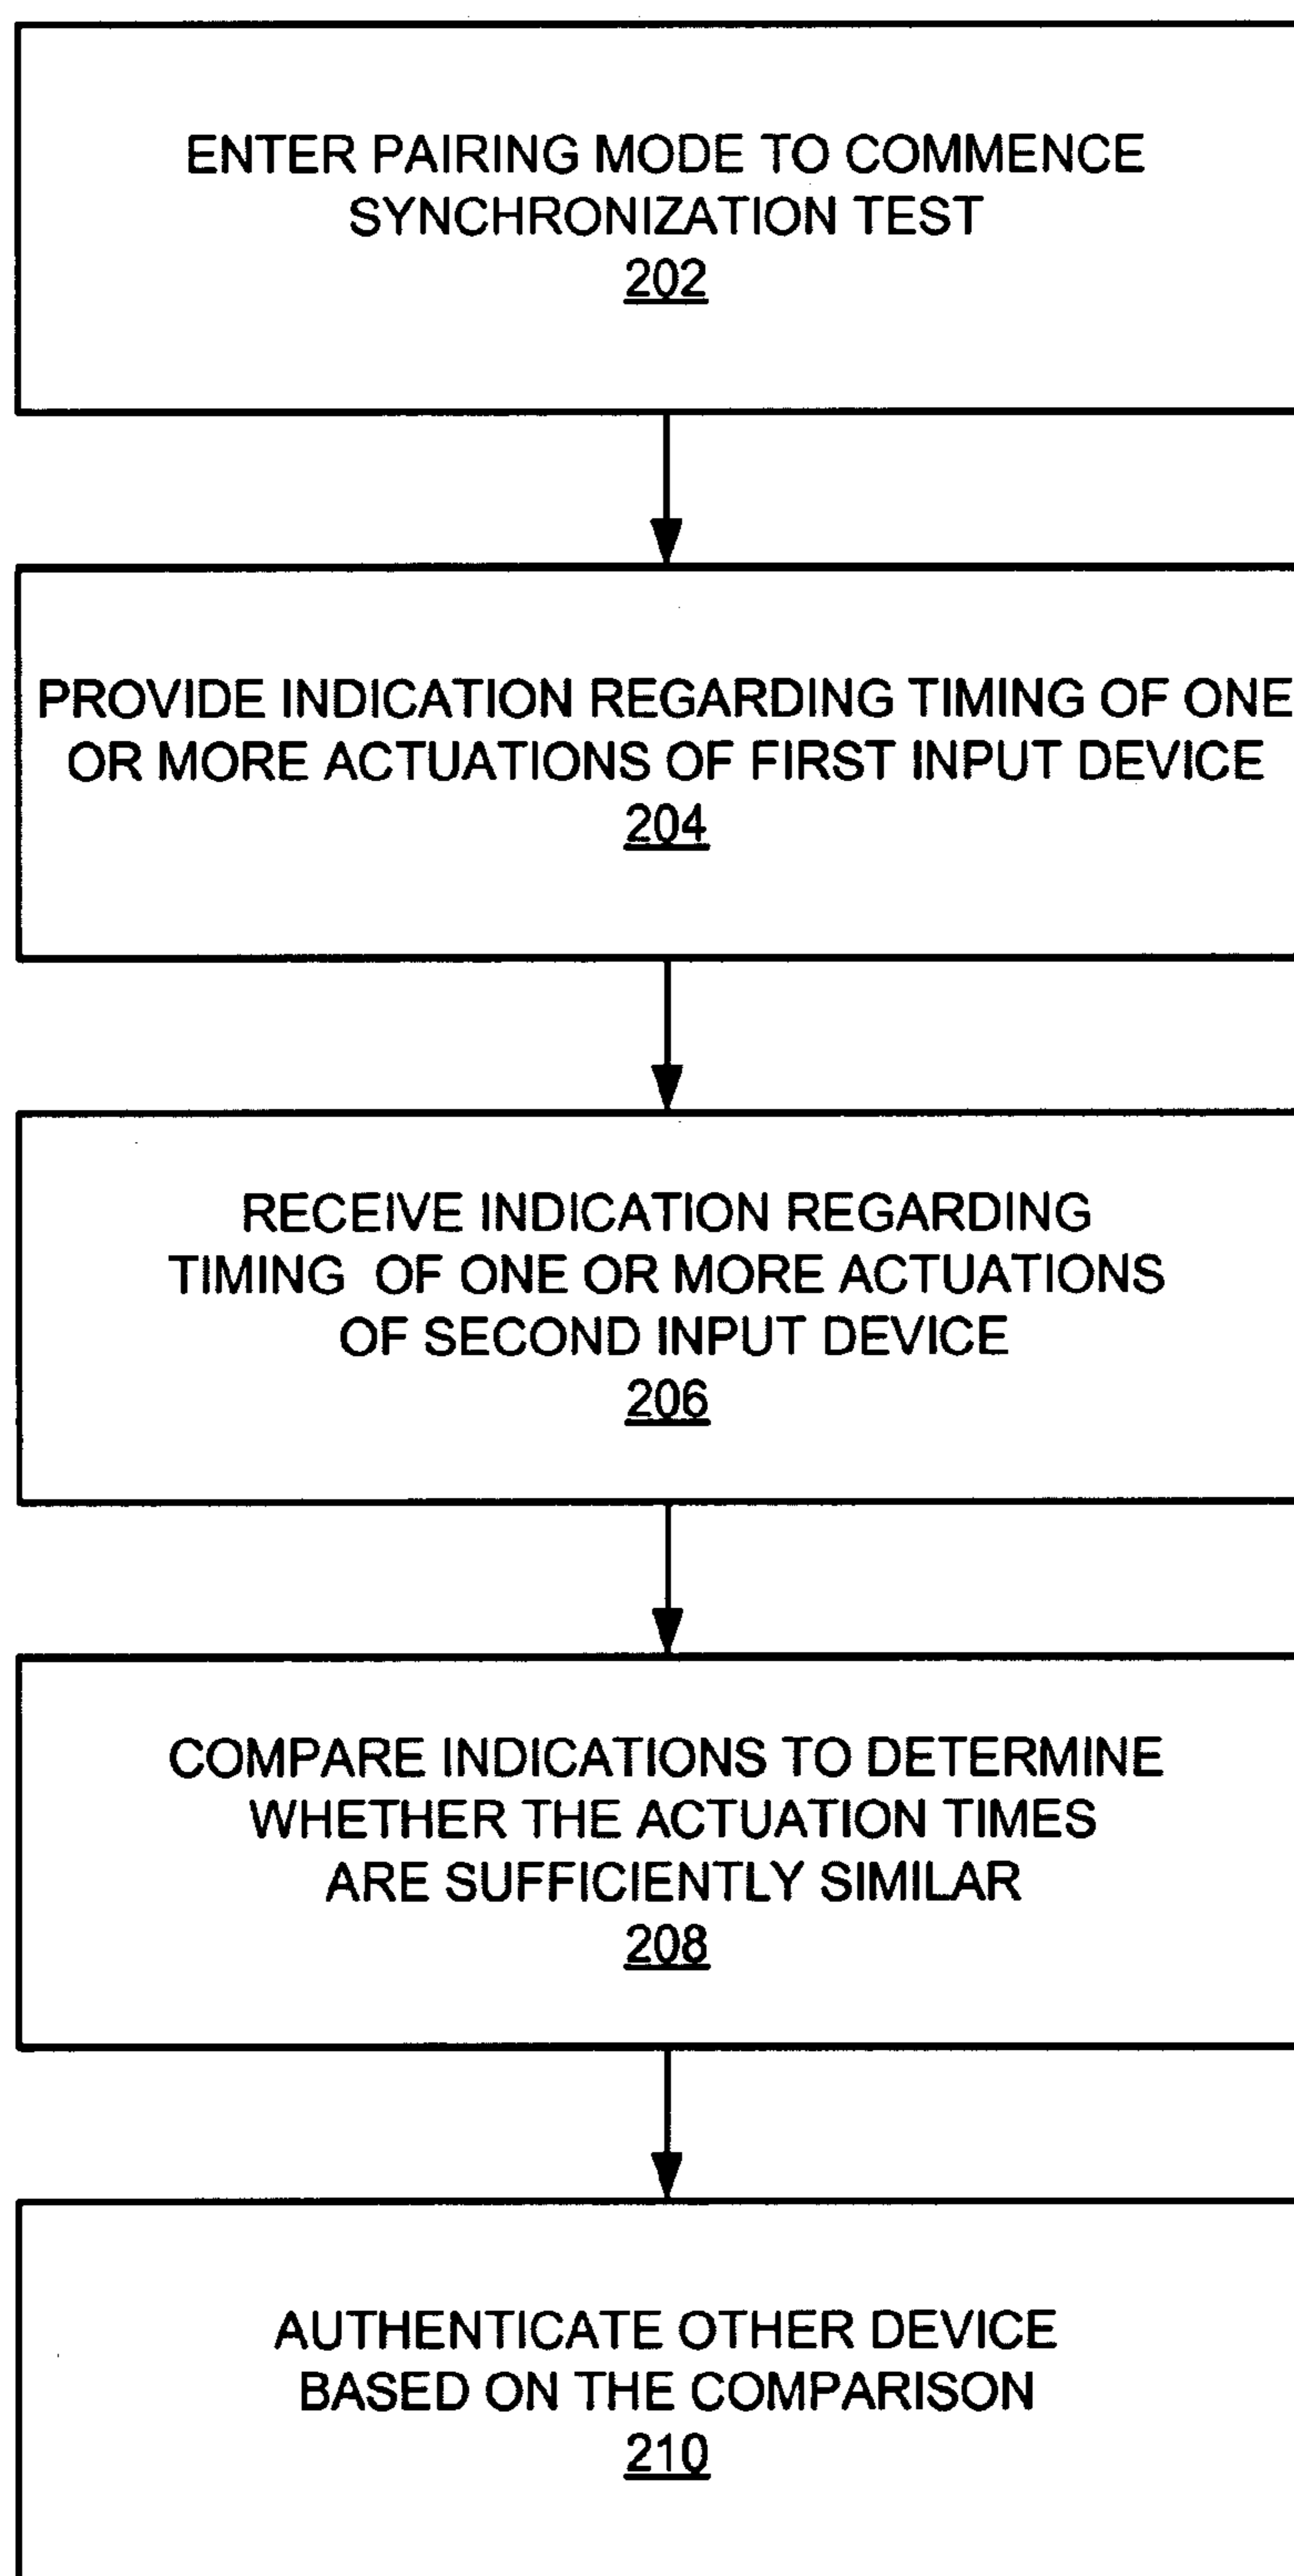 ENTER PAIRING MODE TO COMMENCE
SYNCHRONIZATION TEST
202
PROVIDE INDICATION REGARDING TIMING OF ONE
OR MORE ACTUATIONS OF FIRST INPUT DEVICE
204
RECEIVE INDICATION REGARDING
TIMING OF ONE OR MORE ACTUATIONS
OF SECOND INPUT DEVICE
206
COMPARE INDICATIONS TO DETERMINE
WHETHER THE ACTUATION TIMES
ARE SUFFICIENTLY SIMILAR
208
AUTHENTICATE OTHER DEVICE
BASED ON THE COMPARISON
210